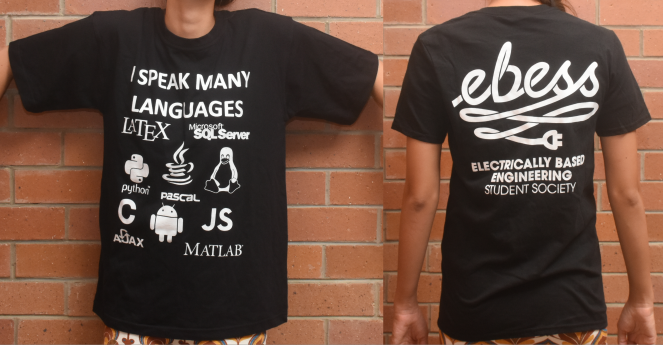 I SPEAK MANY
LANGUAGES
LATEX
Microsoft
SQL Server
python
PASCAL
C
JS
AJAX
MATLAB
ebess
ELECTRICALLY BASED
ENGINEERING
STUDENT SOCIETY